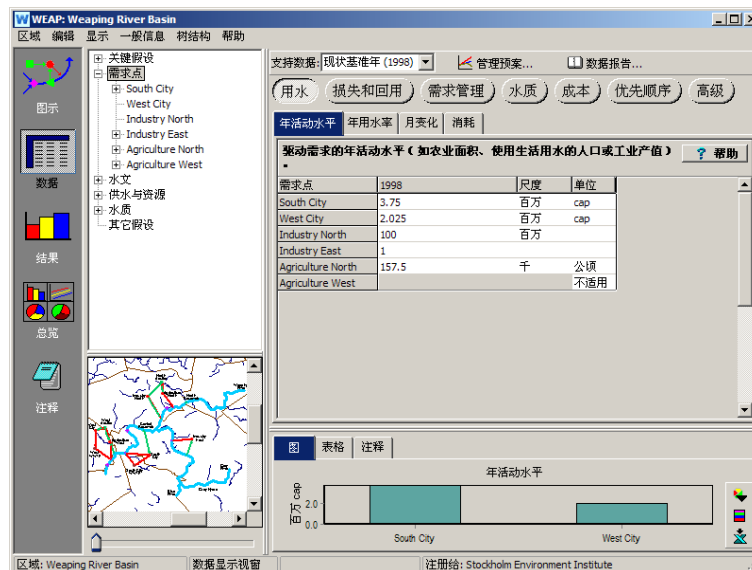 WEAP: Weaping River Basin
区域 编辑 显示 一般信息 树结构 帮助
图示
数据
结果
总览
注释
关键假设
需求点
South City
West City
Industry North
Industry East
Agriculture North
Agriculture West
水文
供水与资源
水质
其它假设
支持数据: 现状基准年 (1998) 管理预案... 数据报告...
用水 损失和回用 需求管理 水质 成本 优先顺序 高级
年活动水平 年用水率 月变化 消耗
驱动需求的年活动水平 ( 如农业面积、使用生活用水的人口或工业产值 ) ? 帮助
需求点 1998 尺度 单位
South City 3.75 百万 cap
West City 2.025 百万 cap
Industry North 100 百万
Industry East 1
Agriculture North 157.5 千 公顷
Agriculture West 不适用
图 表格 注释
年活动水平
百万 cap
2.0
0.0
South City West City
区域: Weaping River Basin 数据显示视窗 注册给: Stockholm Environment Institute